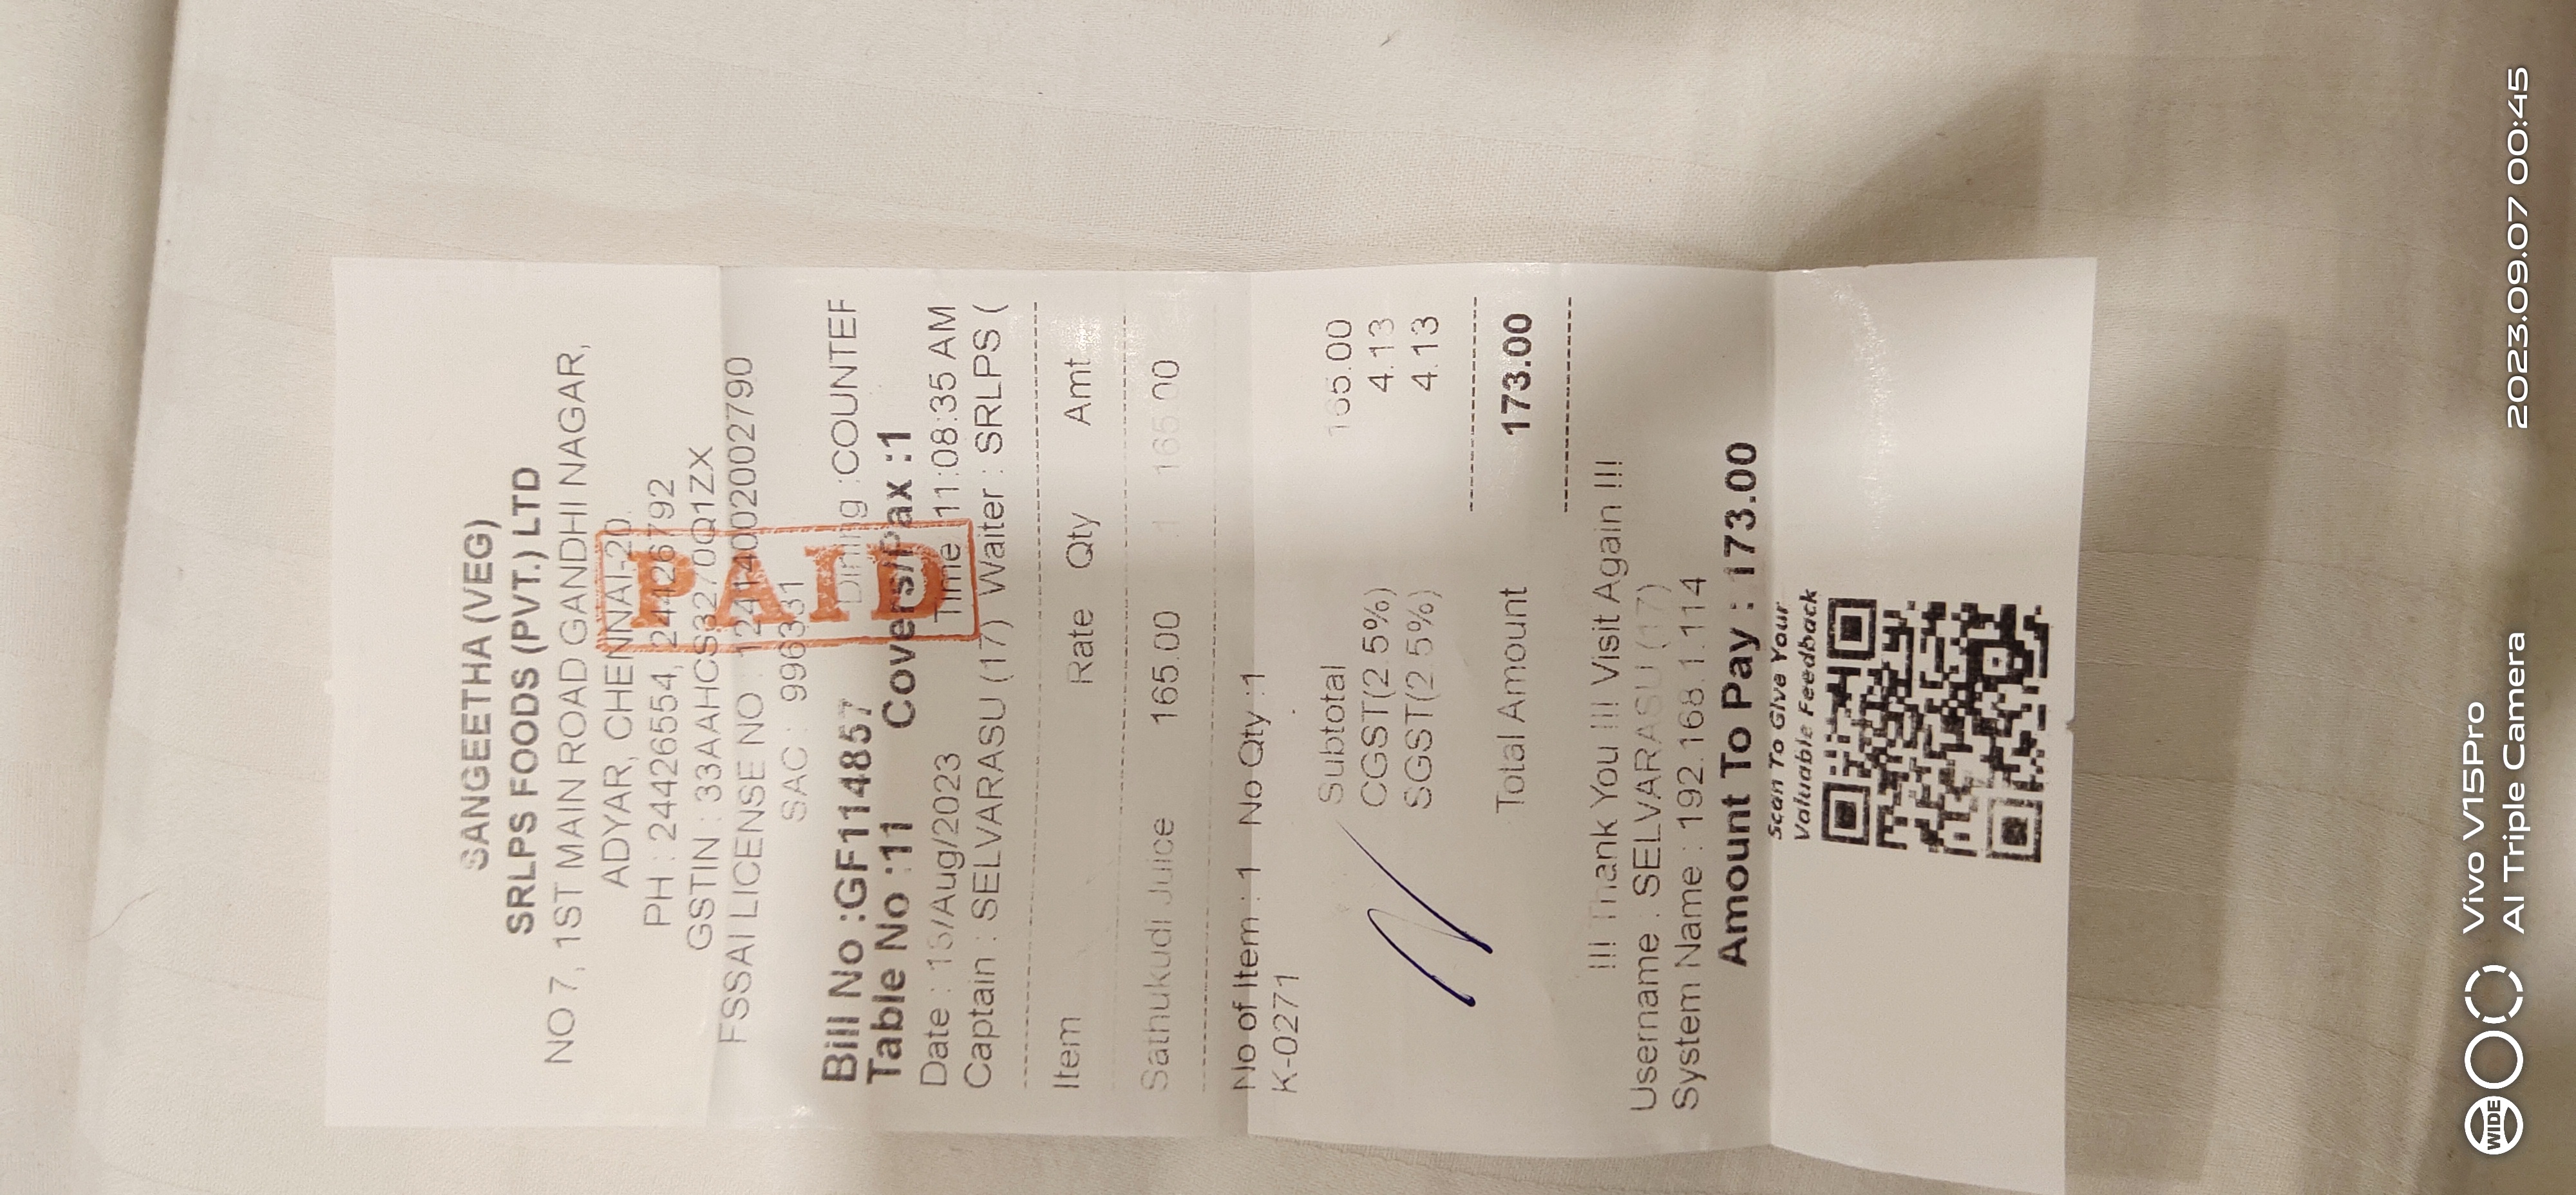 SANGEETHA (VEG)
SRLPS FOODS (PVT.) LTD
NO 7, 1ST MAIN ROAD GANDHI NAGAR,
ADYAR, CHENNAI-20.
PH : 24426554, 24426792
GSTIN : 33AAHCS3270Q1ZX
FSSAI LICENSE NO : 12414002002790
SAC : 996331
PAID
Bill No :GF114857 Dining :COUNTER
Table No :11 Covers/Pax :1
Date : /Aug/2023 Time 11:08:35 AM
Captain : SELVARASU (17) Waiter : SRLPS (
Item Rate Qty Amt
Sathukudi Juice 165.00 1 165.00
No of Item : 1 No Qty :1
K-0271
Subtotal 165.00
CGST(2.5%) 4.13
SGST(2.5%) 4.13
Total Amount 173.00
!!! Thank You !!! Visit Again !!!
Username : SELVARASU (17)
System Name : 192.168.1.114
Amount To Pay : 173.00
Scan To Give Your
Valuable Feedback
WIDE
Vivo V15Pro
AI Triple Camera
2023.09.07 00:45